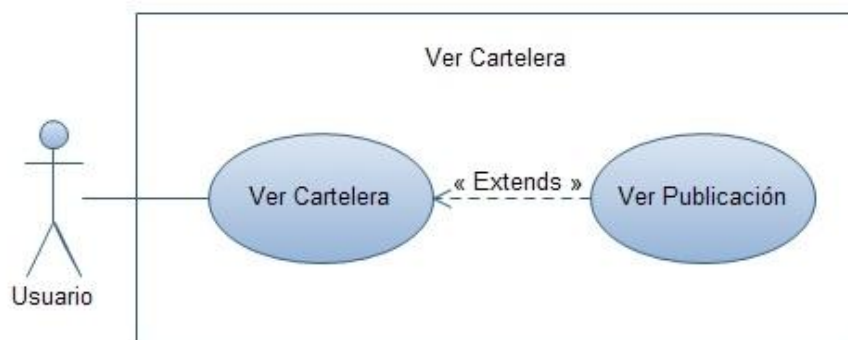 Ver Cartelera
Ver Cartelera
« Extends »
Ver Publicación
Usuario